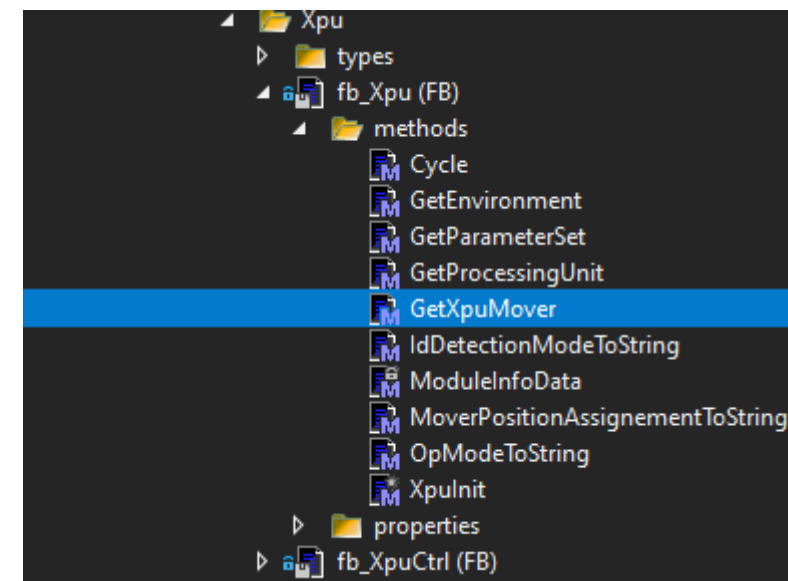 Xpu
types
fb_Xpu (FB)
methods
Cycle
GetEnvironment
GetParameterSet
GetProcessingUnit
GetXpuMover
IdDetectionModeToString
ModuleInfoData
MoverPositionAssignementToString
OpModeToString
XpuInit
properties
fb_XpuCtrl (FB)